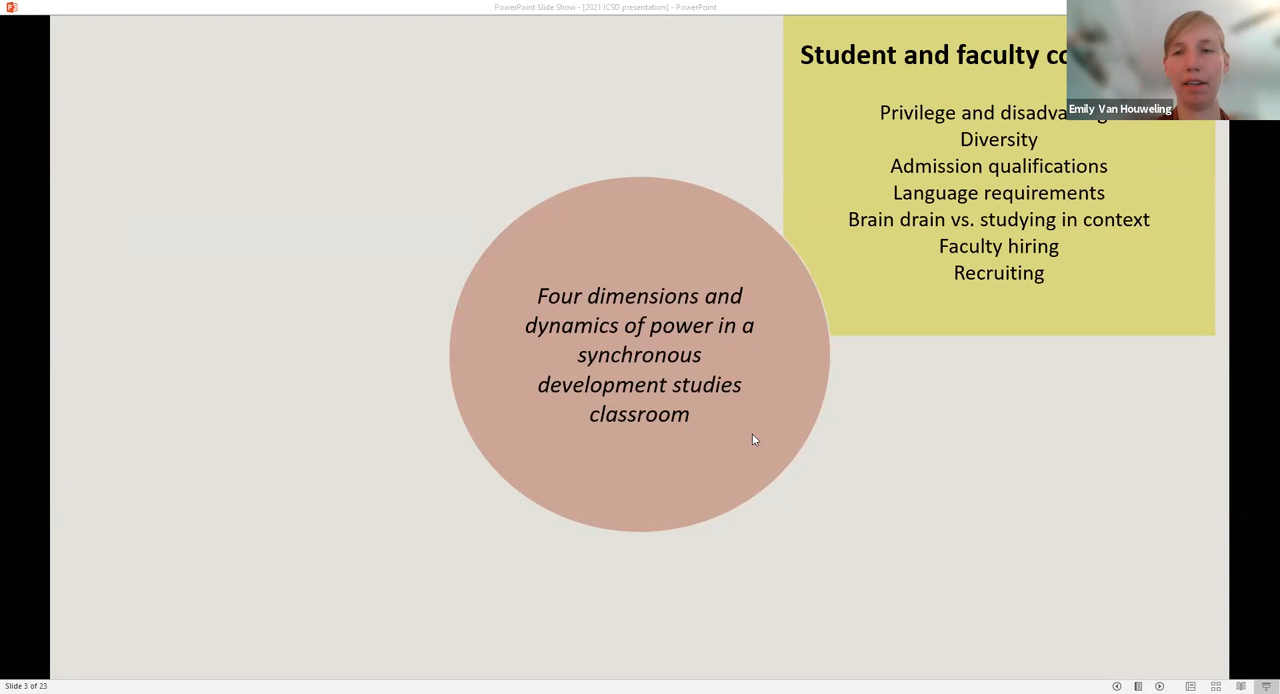 PowerPoint Slide Show - [2021 ICSD presentation] - PowerPoint
Student and faculty
Emily Van Houweling
Privilege and
Diversity
Admission qualifications
Language requirements
Brain drain vs. studying in context
Faculty hiring
Recruiting
Four dimensions and
dynamics of power in a
synchronous
development studies
classroom
Slide 3 of 23